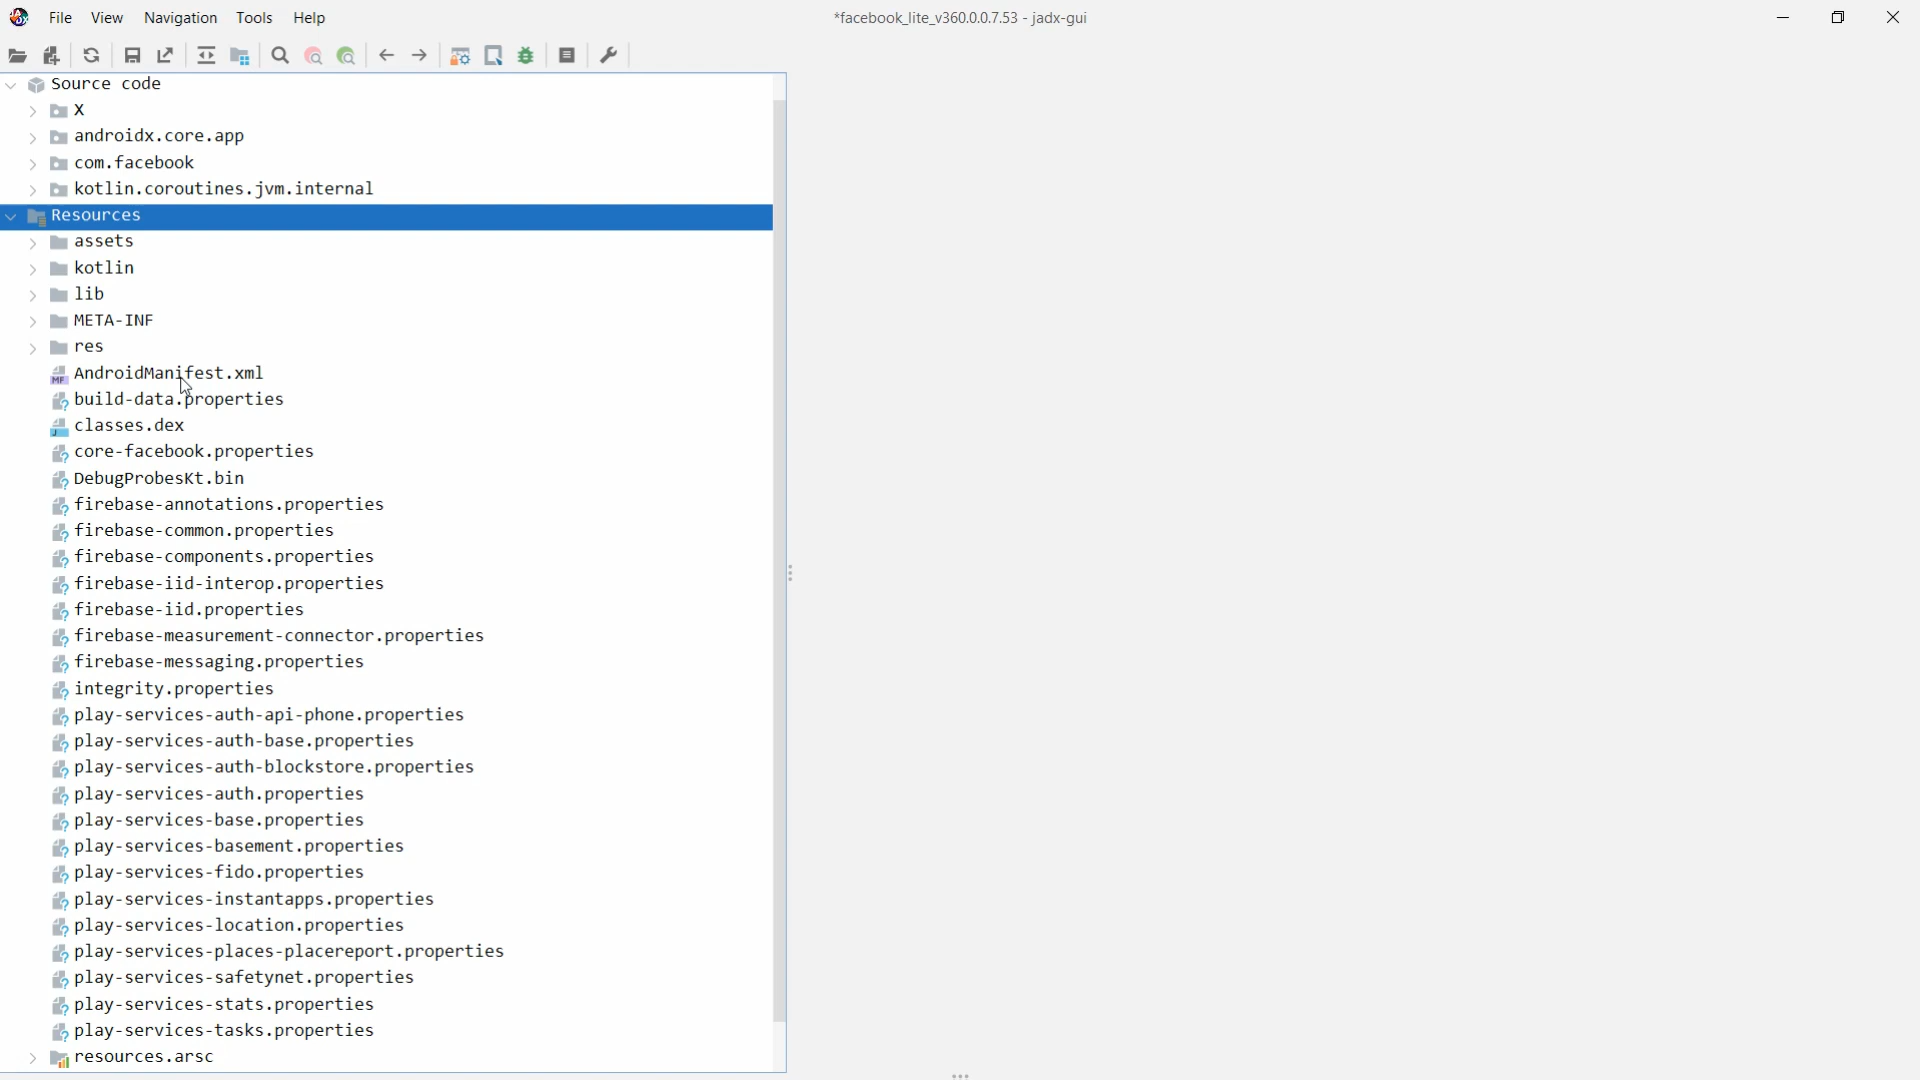 File View Navigation Tools Help
*facebook_lite_v360.0.0.7.53 - jadx-gui
Source code
X
androidx.core.app
com.facebook
kotlin.coroutines.jvm.internal
Resources
assets
kotlin
lib
META-INF
res
MF AndroidManifest.xml
build-data.properties
J classes.dex
core-facebook.properties
DebugProbesKt.bin
firebase-annotations.properties
firebase-common.properties
firebase-components.properties
firebase-iid-interop.properties
firebase-iid.properties
firebase-measurement-connector.properties
firebase-messaging.properties
integrity.properties
play-services-auth-api-phone.properties
play-services-auth-base.properties
play-services-auth-blockstore.properties
play-services-auth.properties
play-services-base.properties
play-services-basement.properties
play-services-fido.properties
play-services-instantapps.properties
play-services-location.properties
play-services-places-placereport.properties
play-services-safetynet.properties
play-services-stats.properties
play-services-tasks.properties
resources.arsc